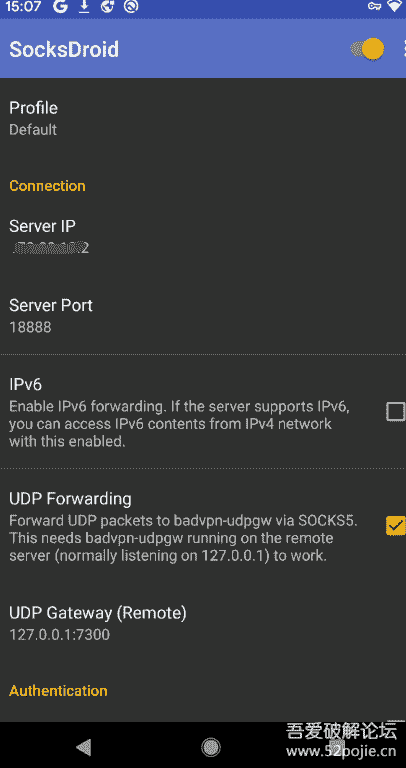 15:07
SocksDroid
Profile
Default
Connection
Server IP
Server Port
18888
IPv6
Enable IPv6 forwarding. If the server supports IPv6,
you can access IPv6 contents from IPv4 network
with this enabled.
UDP Forwarding
Forward UDP packets to badvpn-udpgw via SOCKS5.
This needs badvpn-udpgw running on the remote
server (normally listening on 127.0.0.1) to work.
UDP Gateway (Remote)
127.0.0.1:7300
Authentication
吾爱破解论坛
www.52pojie.cn